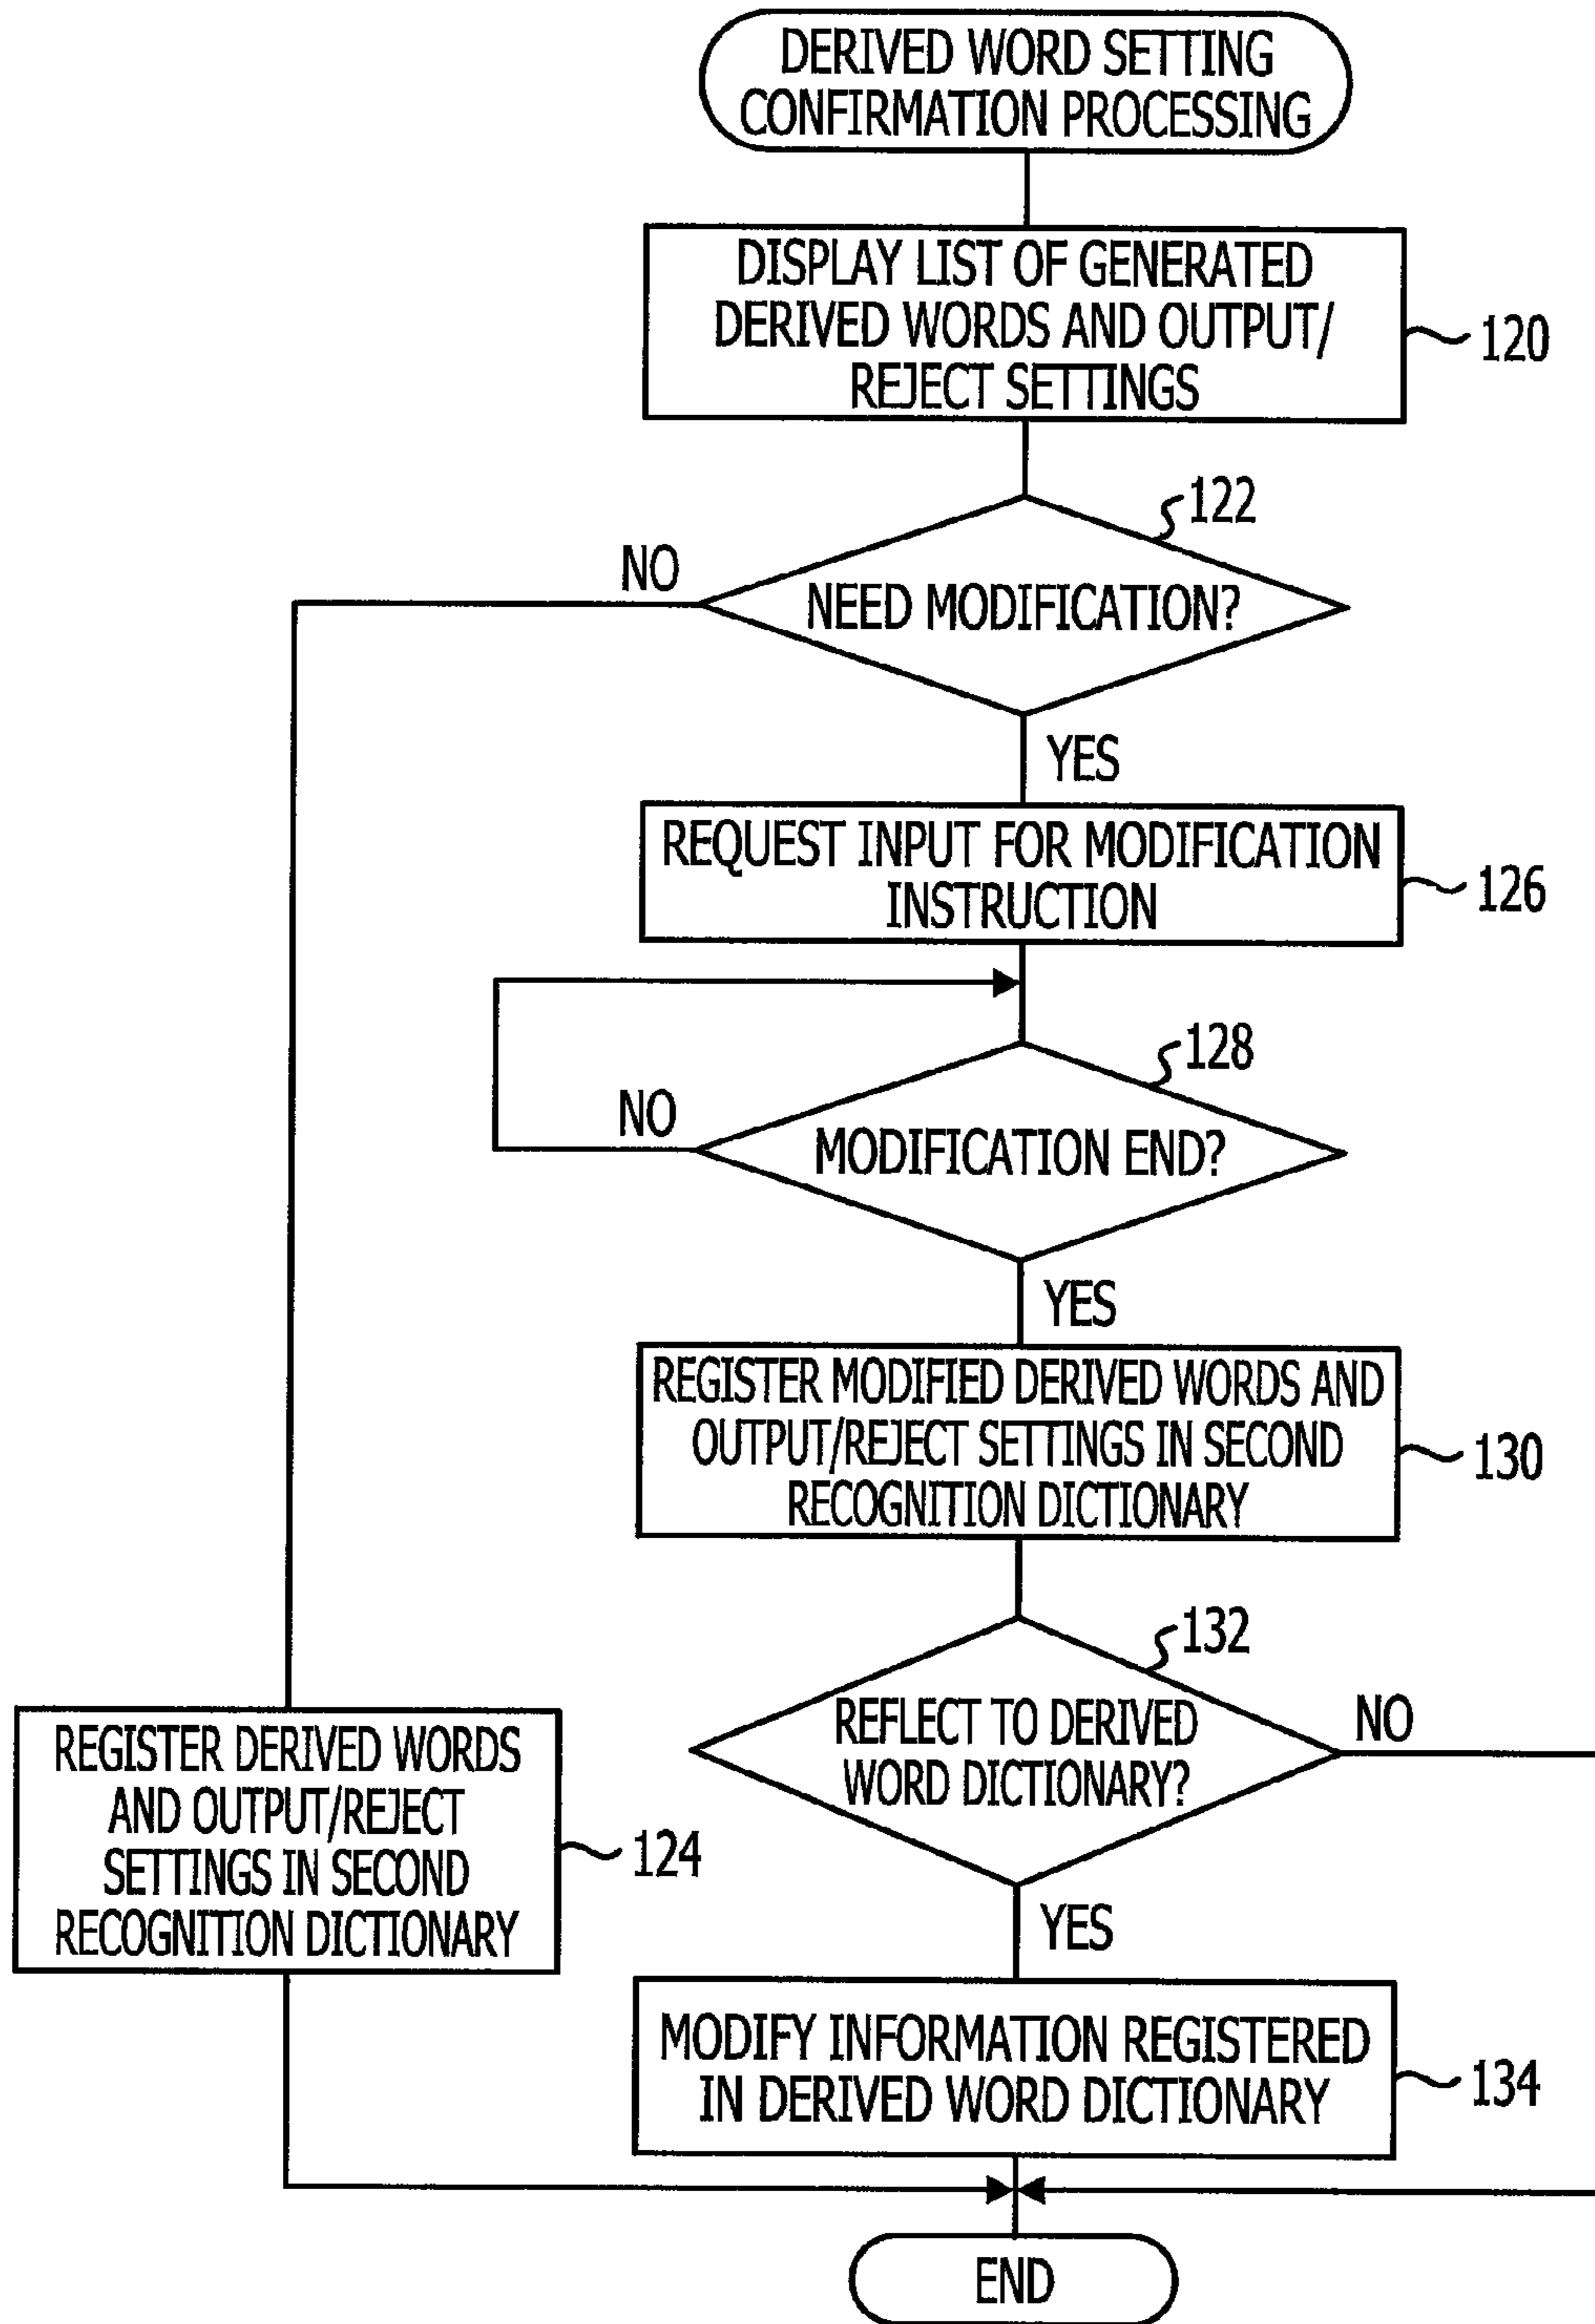 DERIVED WORD SETTING
CONFIRMATION PROCESSING
DISPLAY LIST OF GENERATED
DERIVED WORDS AND OUTPUT/
REJECT SETTINGS
120
122
NO
NEED MODIFICATION?
YES
REQUEST INPUT FOR MODIFICATION
INSTRUCTION
126
128
NO
MODIFICATION END?
YES
REGISTER MODIFIED DERIVED WORDS AND
OUTPUT/REJECT SETTINGS IN SECOND
RECOGNITION DICTIONARY
130
132
REFLECT TO DERIVED
WORD DICTIONARY?
NO
REGISTER DERIVED WORDS
AND OUTPUT/REJECT
SETTINGS IN SECOND
RECOGNITION DICTIONARY
124
YES
MODIFY INFORMATION REGISTERED
IN DERIVED WORD DICTIONARY
134
END